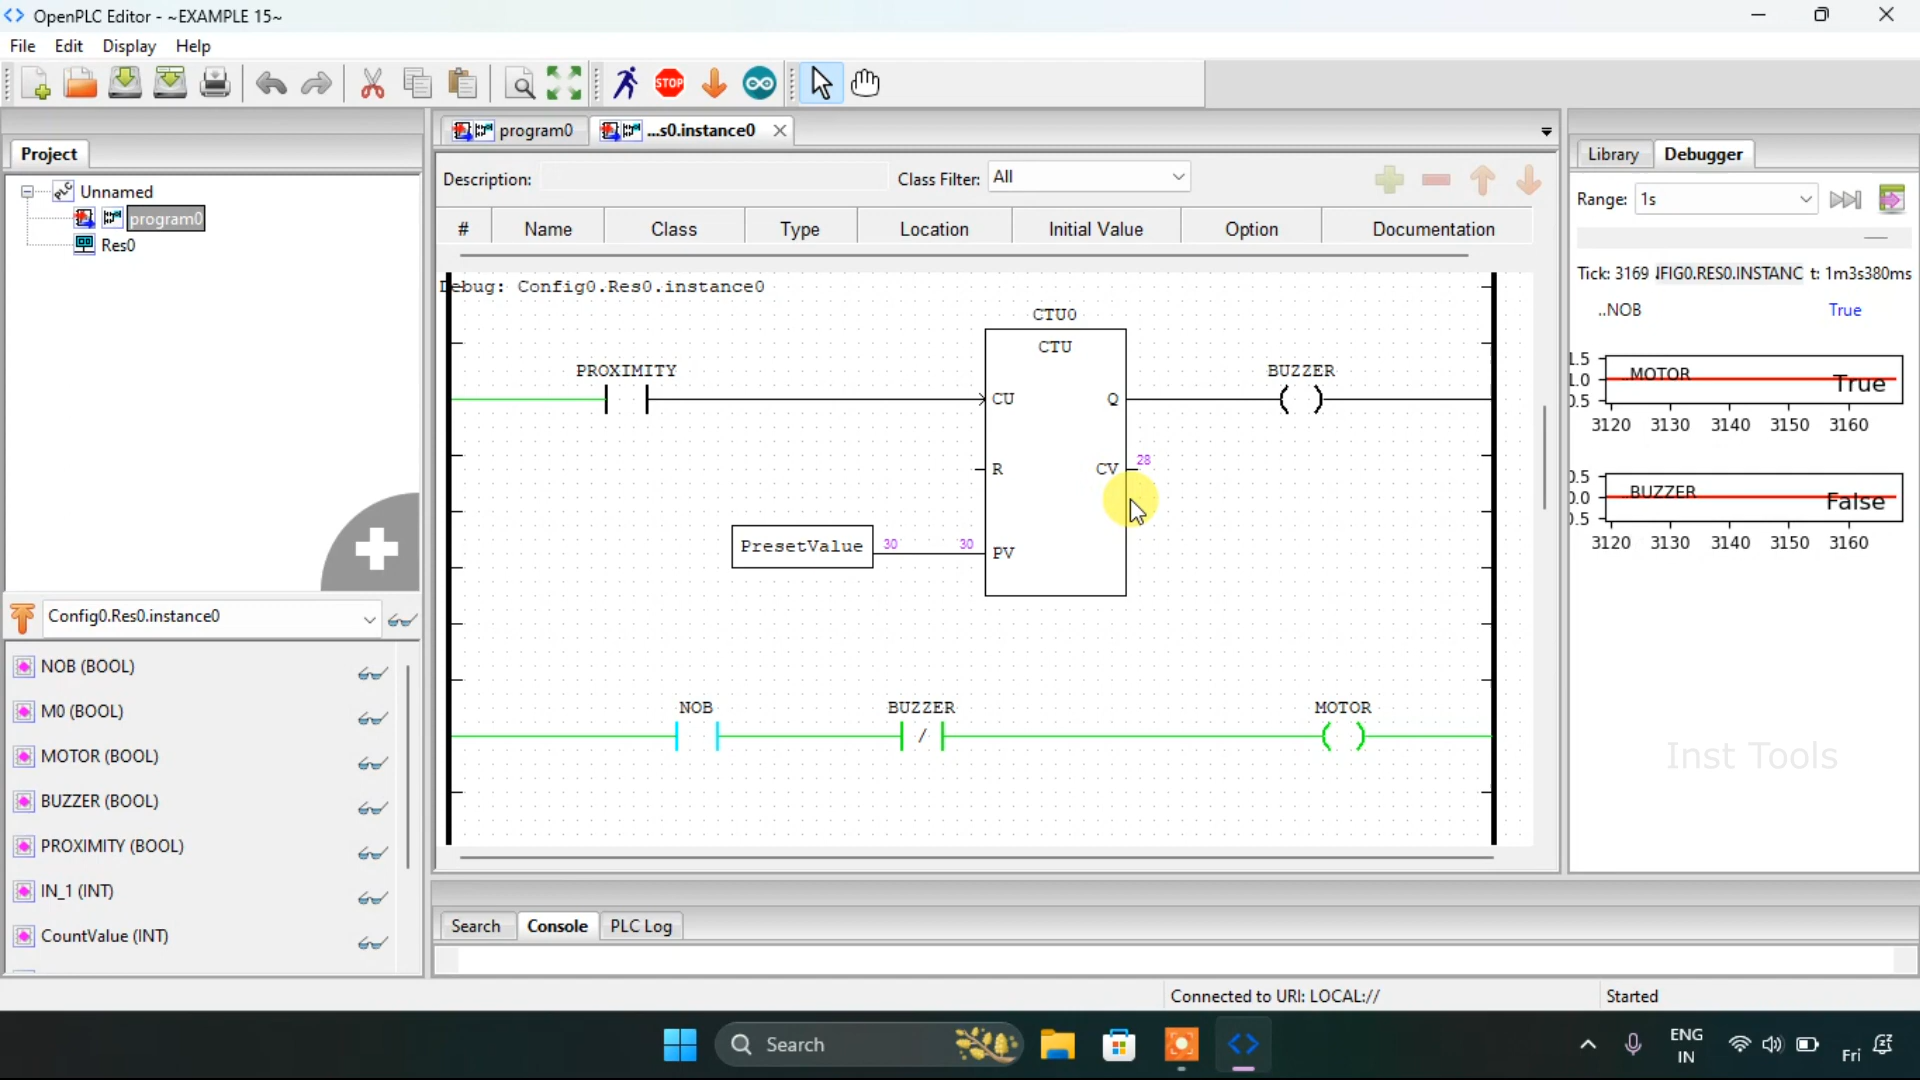 OpenPLC Editor - ~EXAMPLE 15~
File Edit Display Help
STOP
Project
Unnamed
program0
Res0
Config0.Res0.instance0
NOB (BOOL)
M0 (BOOL)
MOTOR (BOOL)
BUZZER (BOOL)
PROXIMITY (BOOL)
IN_1 (INT)
CountValue (INT)
program0 ...s0.instance0
Description: Class Filter: All
# Name Class Type Location Initial Value Option Documentation
Debug: Config0.Res0.instance0
CTU0
CTU
PROXIMITY BUZZER
CU Q
28
R CV
PresetValue 30 30 PV
NOB BUZZER MOTOR
/
Search Console PLC Log
Library Debugger
Range: 1s
Tick: 3169 IFIG0.RES0.INSTANC t: 1m3s380ms
..NOB True
1.5
1.0
0.5
..MOTOR True
3120 3130 3140 3150 3160
0.5
0.0
0.5
..BUZZER False
3120 3130 3140 3150 3160
Inst Tools
Connected to URI: LOCAL:// Started
Search
ENG
IN
Fri